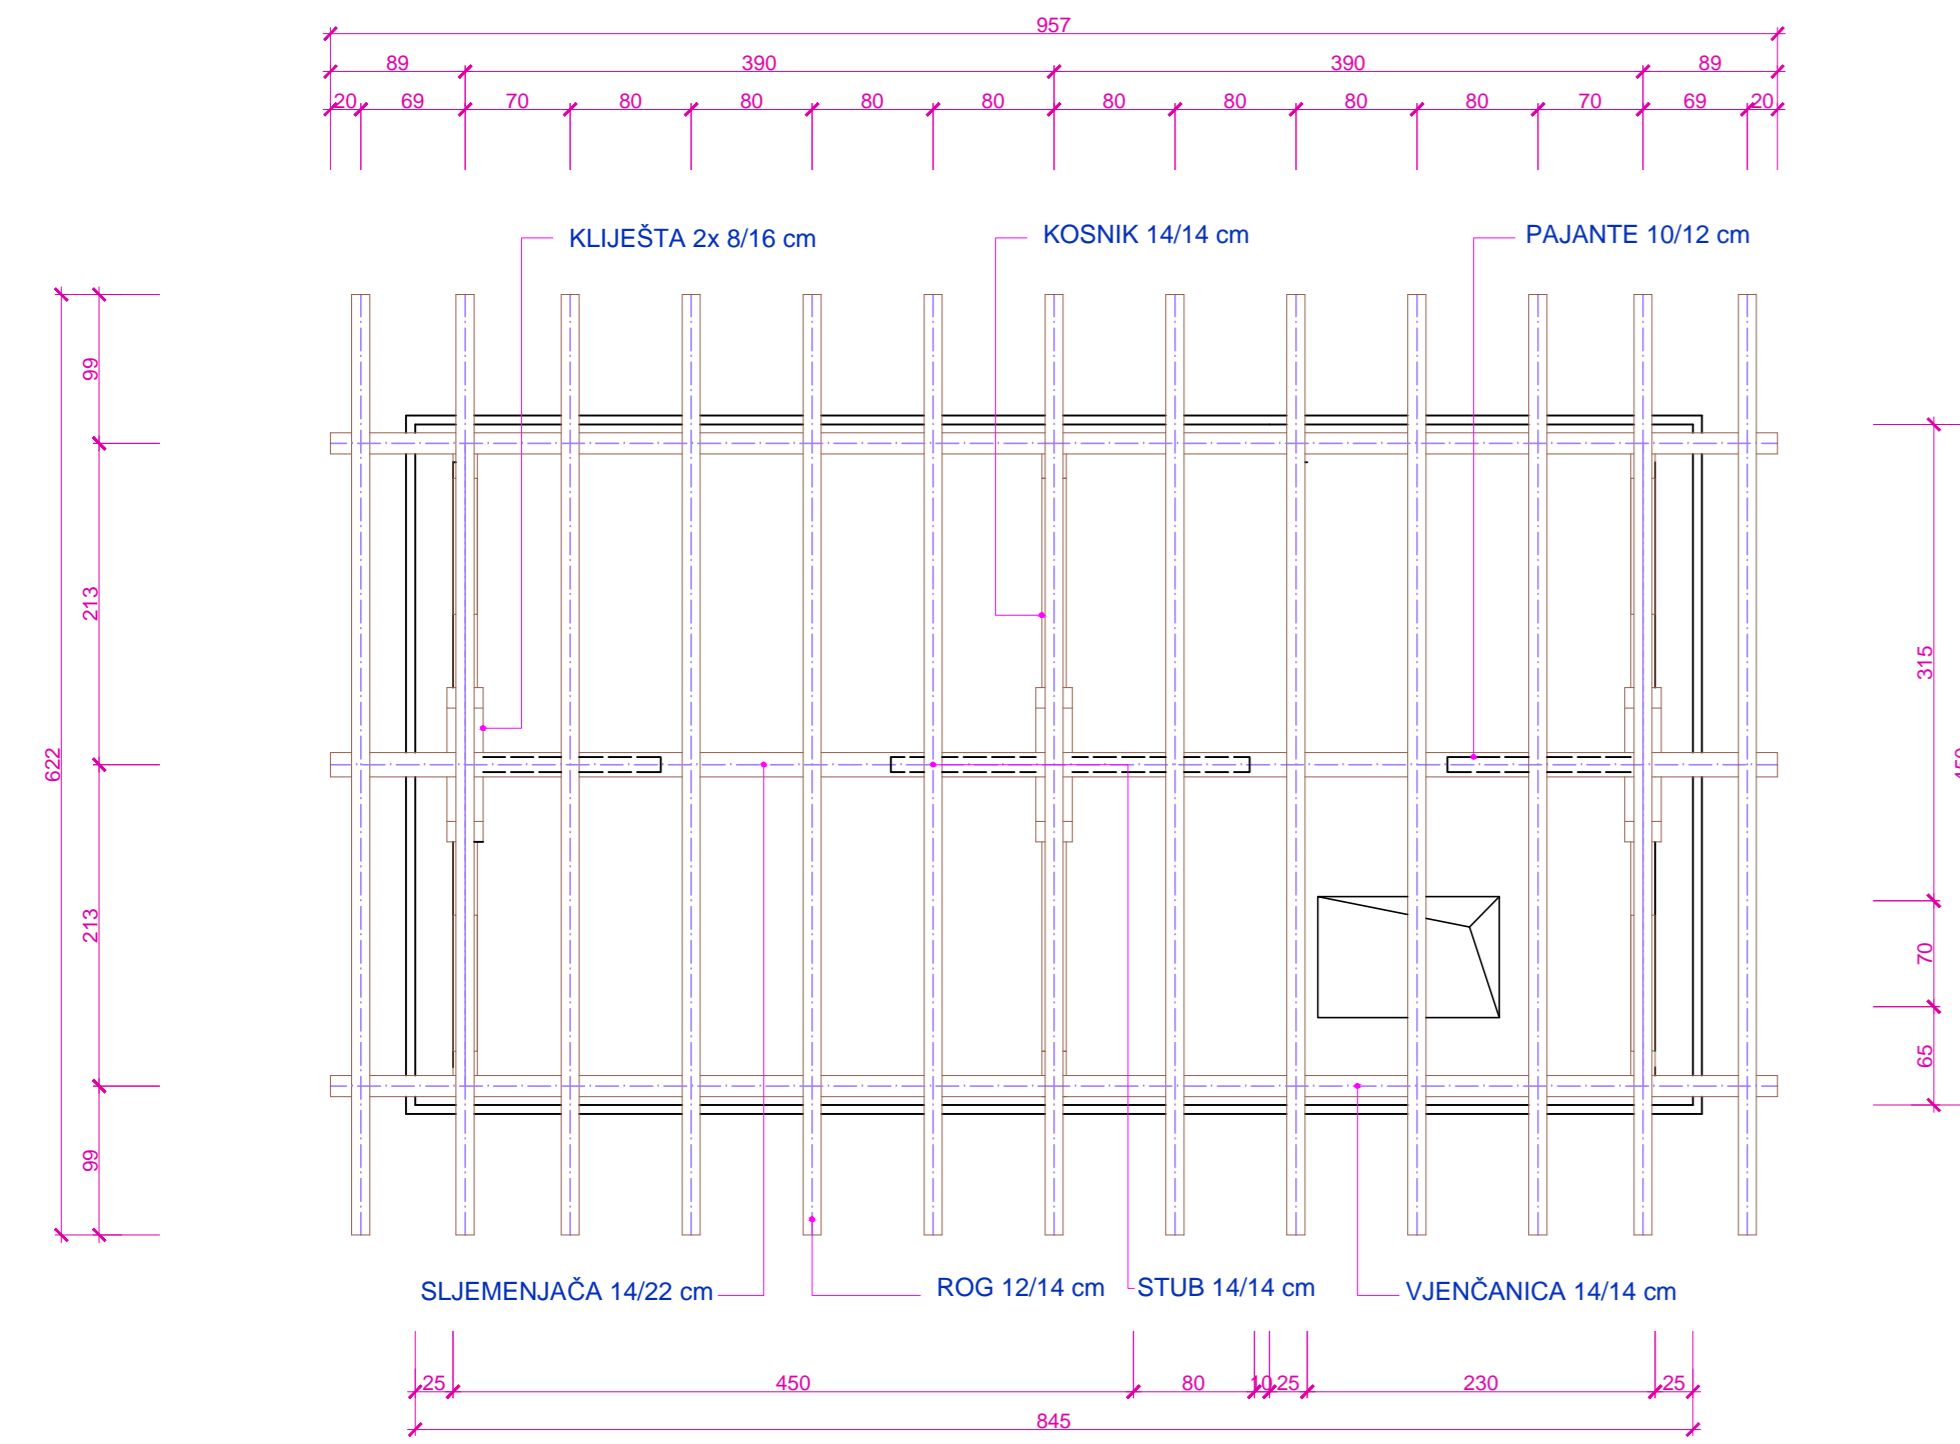 957
89 390 390 89
20 69 70 80 80 80 80 80 80 80 80 70 69 20
KLIJEŠTA 2x 8/16 cm
KOSNIK 14/14 cm
PAJANTE 10/12 cm
99
213
622
213
99
315
70
65
SLJEMENJAČA 14/22 cm
ROG 12/14 cm
STUB 14/14 cm
VJENČANICA 14/14 cm
25 450 80 10 25 230 25
845